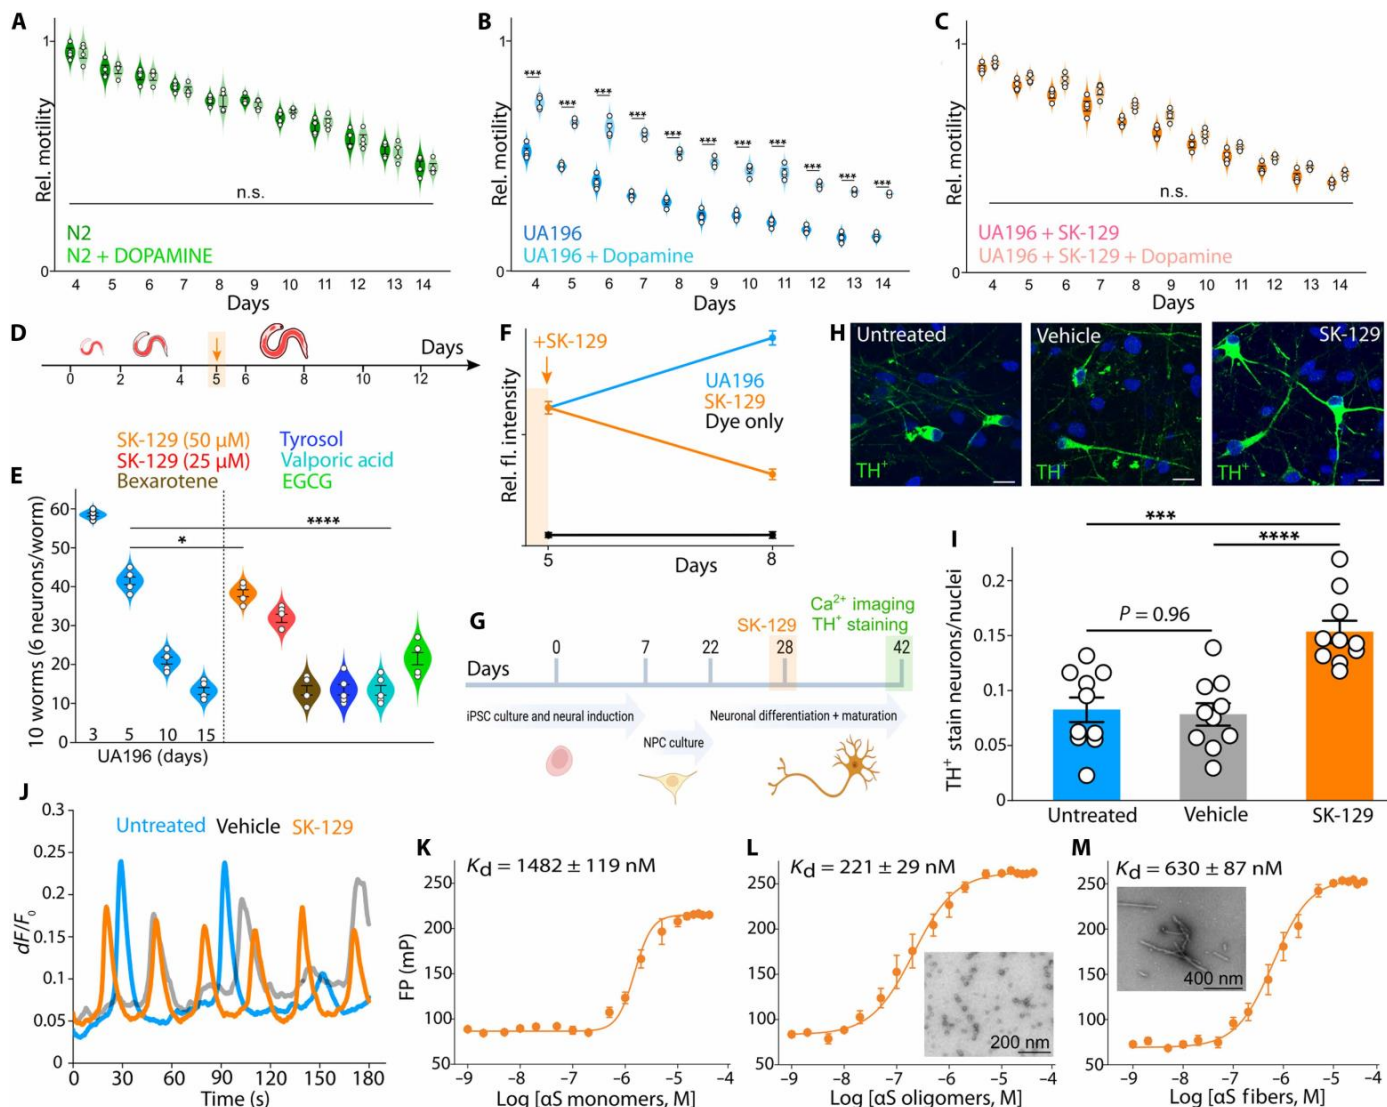 A
1
Rel. motility
0
n.s.
N2
N2 + DOPAMINE
4 5 6 7 8 9 10 11 12 13 14
Days
B
1
Rel. motility
0
*** *** *** *** *** *** *** *** *** *** ***
UA196
UA196 + Dopamine
4 5 6 7 8 9 10 11 12 13 14
Days
C
1
Rel. motility
0
n.s.
UA196 + SK-129
UA196 + SK-129 + Dopamine
4 5 6 7 8 9 10 11 12 13 14
Days
D
Days
0 2 4 5 6 8 10 12
E
SK-129 (50 µM)
SK-129 (25 µM)
Bexarotene
Tyrosol
Valporic acid
EGCG
10 worms (6 neurons/worm)
60
50
40
30
20
10
0
*
****
3 5 10 15
UA196 (days)
F
+SK-129
Rel. fl. intensity
UA196
SK-129
Dye only
5 8
Days
G
SK-129
Ca²⁺ imaging
TH⁺ staining
Days
0 7 22 28 42
iPSC culture and neural induction
NPC culture
Neuronal differentiation + maturation
H
Untreated
TH⁺
Vehicle
TH⁺
SK-129
TH⁺
I
TH⁺ stain neurons/nuclei
0.2
0.15
0.1
0.05
0
***
****
P = 0.96
Untreated Vehicle SK-129
J
dF/F₀
0.3
0.25
0.2
0.15
0.1
0.05
0
Untreated Vehicle SK-129
0 30 60 90 120 150 180
Time (s)
K
Kd = 1482 ± 119 nM
FP (mP)
250
200
150
100
50
–9 –8 –7 –6 –5 –4
Log [αS monomers, M]
L
Kd = 221 ± 29 nM
250
200
150
100
50
200 nm
–9 –8 –7 –6 –5 –4
Log [αS oligomers, M]
M
Kd = 630 ± 87 nM
250
200
150
100
50
400 nm
–9 –8 –7 –6 –5 –4
Log [αS fibers, M]